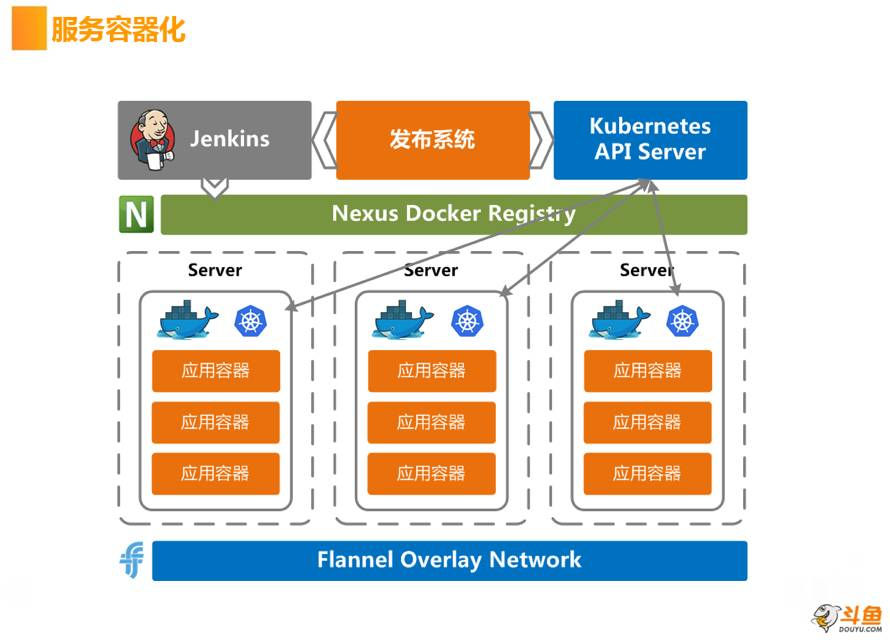 服务容器化
Jenkins
发布系统
Kubernetes
API Server
N
Nexus Docker Registry
Server
Server
Server
应用容器
应用容器
应用容器
应用容器
应用容器
应用容器
应用容器
应用容器
应用容器
Flannel Overlay Network
斗鱼
DOUYU.COM